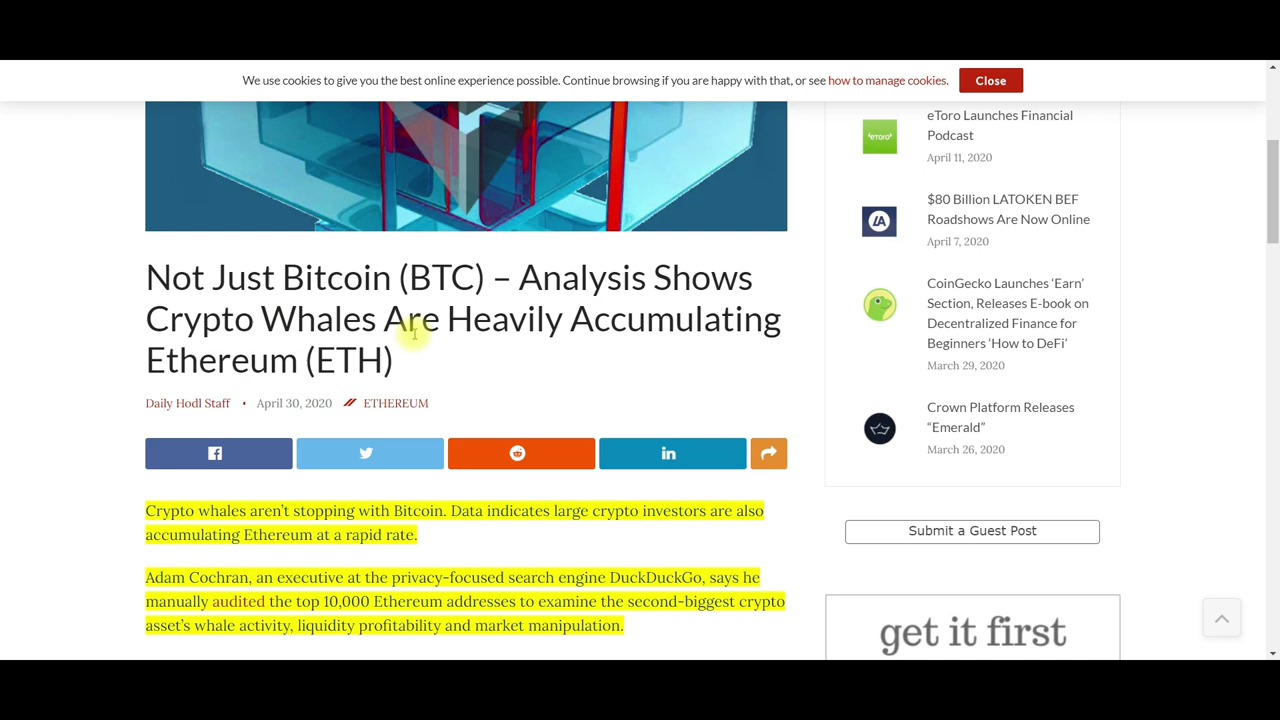 We use cookies to give you the best online experience possible. Continue browsing if you are happy with that, or see how to manage cookies.
Close
Not Just Bitcoin (BTC) – Analysis Shows
Crypto Whales Are Heavily Accumulating
Ethereum (ETH)
Daily Hodl Staff • April 30, 2020 ETHEREUM
Crypto whales aren’t stopping with Bitcoin. Data indicates large crypto investors are also
accumulating Ethereum at a rapid rate.
Adam Cochran, an executive at the privacy-focused search engine DuckDuckGo, says he
manually audited the top 10,000 Ethereum addresses to examine the second-biggest crypto
asset’s whale activity, liquidity profitability and market manipulation.
eToro
eToro Launches Financial
Podcast
April 11, 2020
$80 Billion LATOKEN BEF
Roadshows Are Now Online
April 7, 2020
CoinGecko Launches ‘Earn’
Section, Releases E-book on
Decentralized Finance for
Beginners ‘How to DeFi’
March 29, 2020
Crown Platform Releases
“Emerald”
March 26, 2020
Submit a Guest Post
get it first